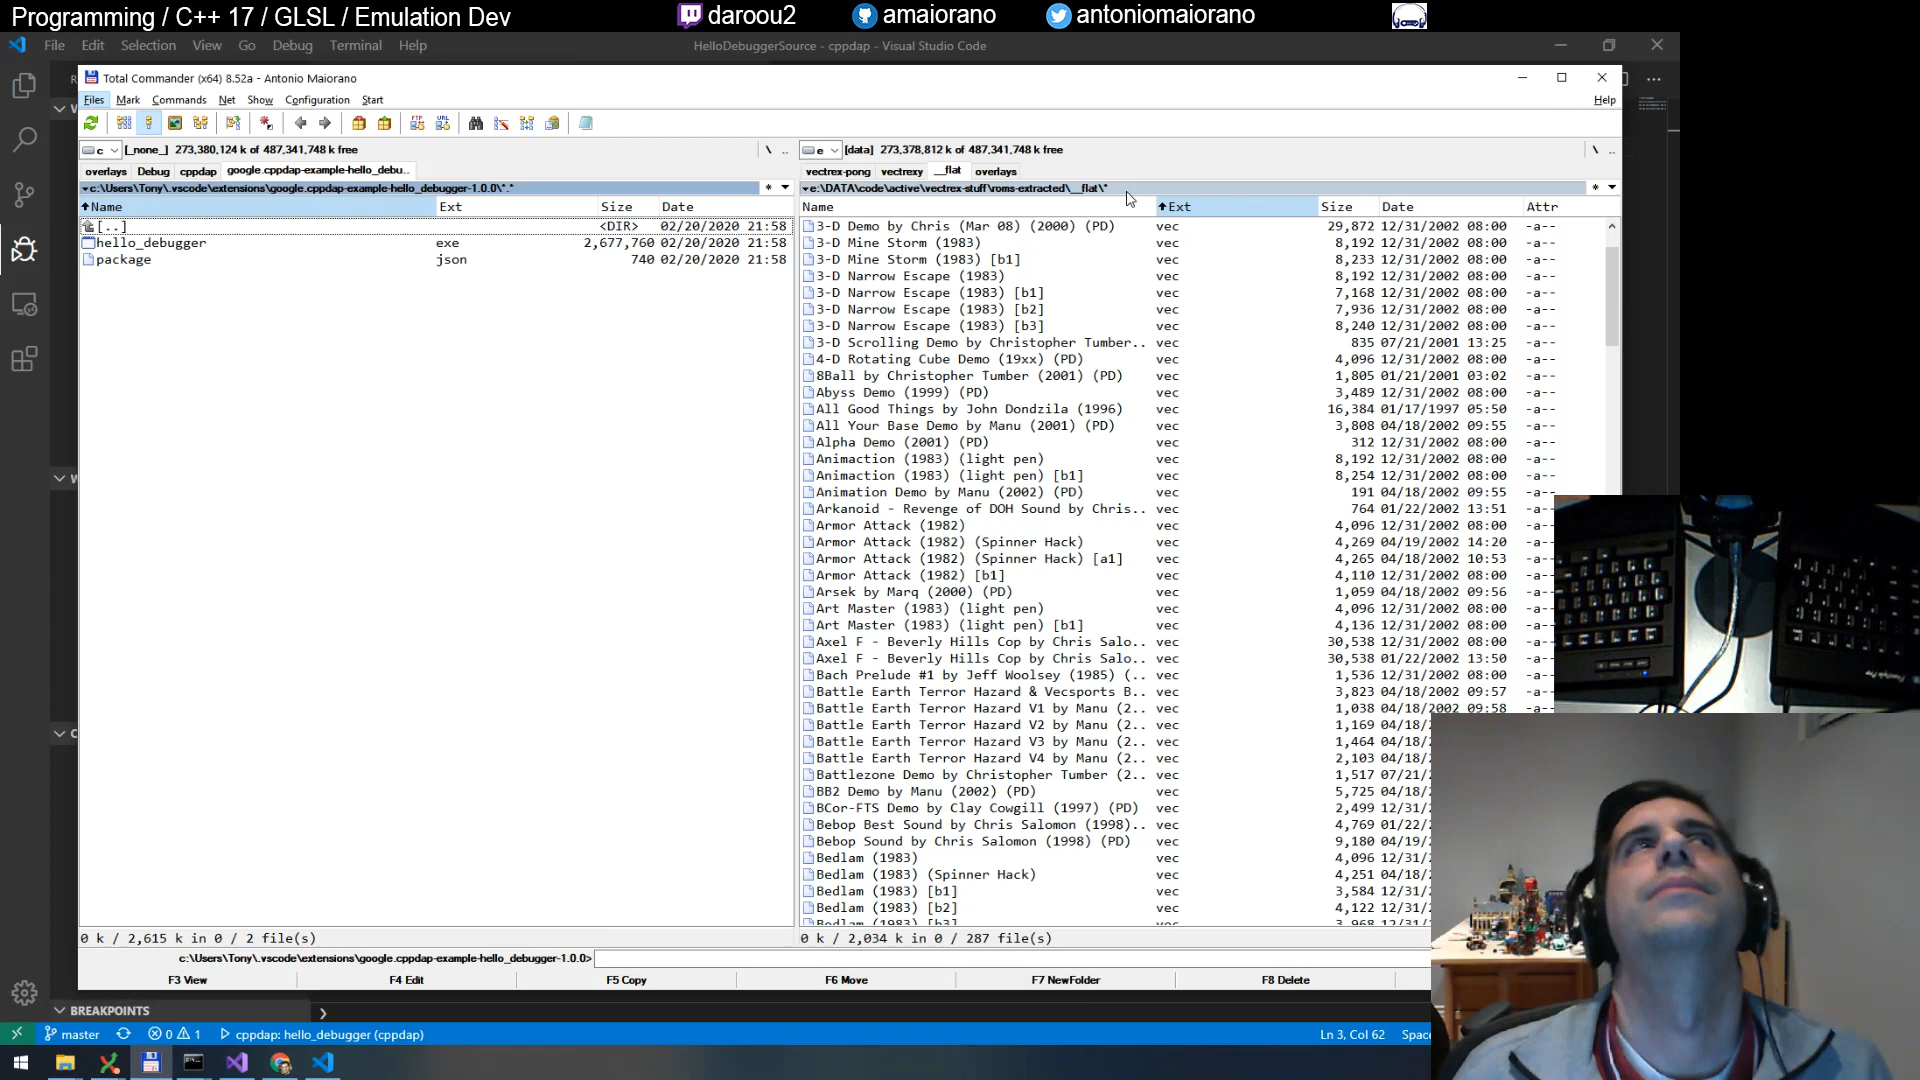 Programming / C++ 17 / GLSL / Emulation Dev
daroou2
amaiorano
antoniomaiorano
File Edit Selection View Go Debug Terminal Help
HelloDebuggerSource - cppdap - Visual Studio Code
Total Commander (x64) 8.52a - Antonio Maiorano
Files Mark Commands Net Show Configuration Start
Help
c [_none_] 273,380,124 k of 487,341,748 k free \ ..
e [data] 273,378,812 k of 487,341,748 k free \ ..
overlays Debug cppdap google.cppdap-example-hello_debu..
vectrex-pong vectrexy __flat overlays
c:\Users\Tony\.vscode\extensions\google.cppdap-example-hello_debugger-1.0.0\*.*
e:\DATA\code\active\vectrex-stuff\roms-extracted\__flat\*
Name Ext Size Date
[..] <DIR> 02/20/2020 21:58
hello_debugger exe 2,677,760 02/20/2020 21:58
package json 740 02/20/2020 21:58
Name Ext Size Date Attr
3-D Demo by Chris (Mar 08) (2000) (PD) vec 29,872 12/31/2002 08:00 -a--
3-D Mine Storm (1983) vec 8,192 12/31/2002 08:00 -a--
3-D Mine Storm (1983) [b1] vec 8,233 12/31/2002 08:00 -a--
3-D Narrow Escape (1983) vec 8,192 12/31/2002 08:00 -a--
3-D Narrow Escape (1983) [b1] vec 7,168 12/31/2002 08:00 -a--
3-D Narrow Escape (1983) [b2] vec 7,936 12/31/2002 08:00 -a--
3-D Narrow Escape (1983) [b3] vec 8,240 12/31/2002 08:00 -a--
3-D Scrolling Demo by Christopher Tumber.. vec 835 07/21/2001 13:25 -a--
4-D Rotating Cube Demo (19xx) (PD) vec 4,096 12/31/2002 08:00 -a--
8Ball by Christopher Tumber (2001) (PD) vec 1,805 01/21/2001 03:02 -a--
Abyss Demo (1999) (PD) vec 3,489 12/31/2002 08:00 -a--
All Good Things by John Dondzila (1996) vec 16,384 01/17/1997 05:50 -a--
All Your Base Demo by Manu (2001) (PD) vec 3,808 04/18/2002 09:55 -a--
Alpha Demo (2001) (PD) vec 312 12/31/2002 08:00 -a--
Animaction (1983) (light pen) vec 8,192 12/31/2002 08:00 -a--
Animaction (1983) (light pen) [b1] vec 8,254 12/31/2002 08:00 -a--
Animation Demo by Manu (2002) (PD) vec 191 04/18/2002 09:55 -a--
Arkanoid - Revenge of DOH Sound by Chris.. vec 764 01/22/2002 13:51 -a--
Armor Attack (1982) vec 4,096 12/31/2002 08:00 -a--
Armor Attack (1982) (Spinner Hack) vec 4,269 04/19/2002 14:20 -a--
Armor Attack (1982) (Spinner Hack) [a1] vec 4,265 04/18/2002 10:53 -a--
Armor Attack (1982) [b1] vec 4,110 12/31/2002 08:00 -a--
Arsek by Marq (2000) (PD) vec 1,059 04/18/2002 09:56 -a--
Art Master (1983) (light pen) vec 4,096 12/31/2002 08:00 -a--
Art Master (1983) (light pen) [b1] vec 4,136 12/31/2002 08:00 -a--
Axel F - Beverly Hills Cop by Chris Salo.. vec 30,538 12/31/2002 08:00 -a--
Axel F - Beverly Hills Cop by Chris Salo.. vec 30,538 01/22/2002 13:50 -a--
Bach Prelude #1 by Jeff Woolsey (1985) (.. vec 1,536 12/31/2002 08:00 -a--
Battle Earth Terror Hazard & Vecsports B.. vec 3,823 04/18/2002 09:57 -a--
Battle Earth Terror Hazard V1 by Manu (2.. vec 1,038 04/18/2002 09:58 -a--
Battle Earth Terror Hazard V2 by Manu (2.. vec 1,169 04/18/
Battle Earth Terror Hazard V3 by Manu (2.. vec 1,464 04/18/
Battle Earth Terror Hazard V4 by Manu (2.. vec 2,103 04/18/
Battlezone Demo by Christopher Tumber (2.. vec 1,517 07/21/
BB2 Demo by Manu (2002) (PD) vec 5,725 04/18/
BCor-FTS Demo by Clay Cowgill (1997) (PD) vec 2,499 12/31/
Bebop Best Sound by Chris Salomon (1998).. vec 4,769 01/22/
Bebop Sound by Chris Salomon (1998) (PD) vec 9,180 04/19/
Bedlam (1983) vec 4,096 12/31/
Bedlam (1983) (Spinner Hack) vec 4,251 04/18/
Bedlam (1983) [b1] vec 3,584 12/31/
Bedlam (1983) [b2] vec 4,122 12/31/
Bedlam (1983) [b3] vec 3,968 12/31/
0 k / 2,615 k in 0 / 2 file(s)
0 k / 2,034 k in 0 / 287 file(s)
c:\Users\Tony\.vscode\extensions\google.cppdap-example-hello_debugger-1.0.0>
F3 View F4 Edit F5 Copy F6 Move F7 NewFolder F8 Delete
BREAKPOINTS
master 0 1 cppdap: hello_debugger (cppdap)
Ln 3, Col 62 Spac